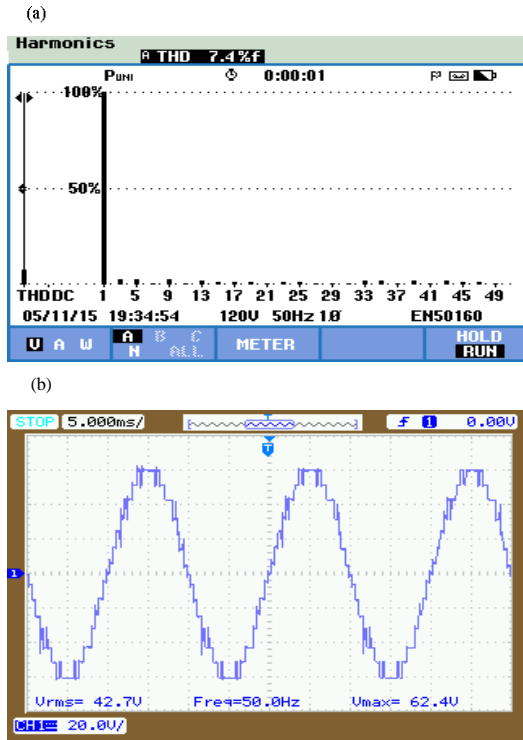 (a)
Harmonics
A THD 7.4%f
PUNI 0:00:01
100%
50%
THD DC 1 5 9 13 17 21 25 29 33 37 41 45 49
05/11/15 19:34:54 120V 50Hz 1Ø EN50160
V A W A B C METER HOLD
N ALL RUN
(b)
STOP 5.000ms/ T 1 0.00V
T
1
Vrms= 42.7V Freq=50.0Hz Vmax= 62.4V
CH1 20.0V/